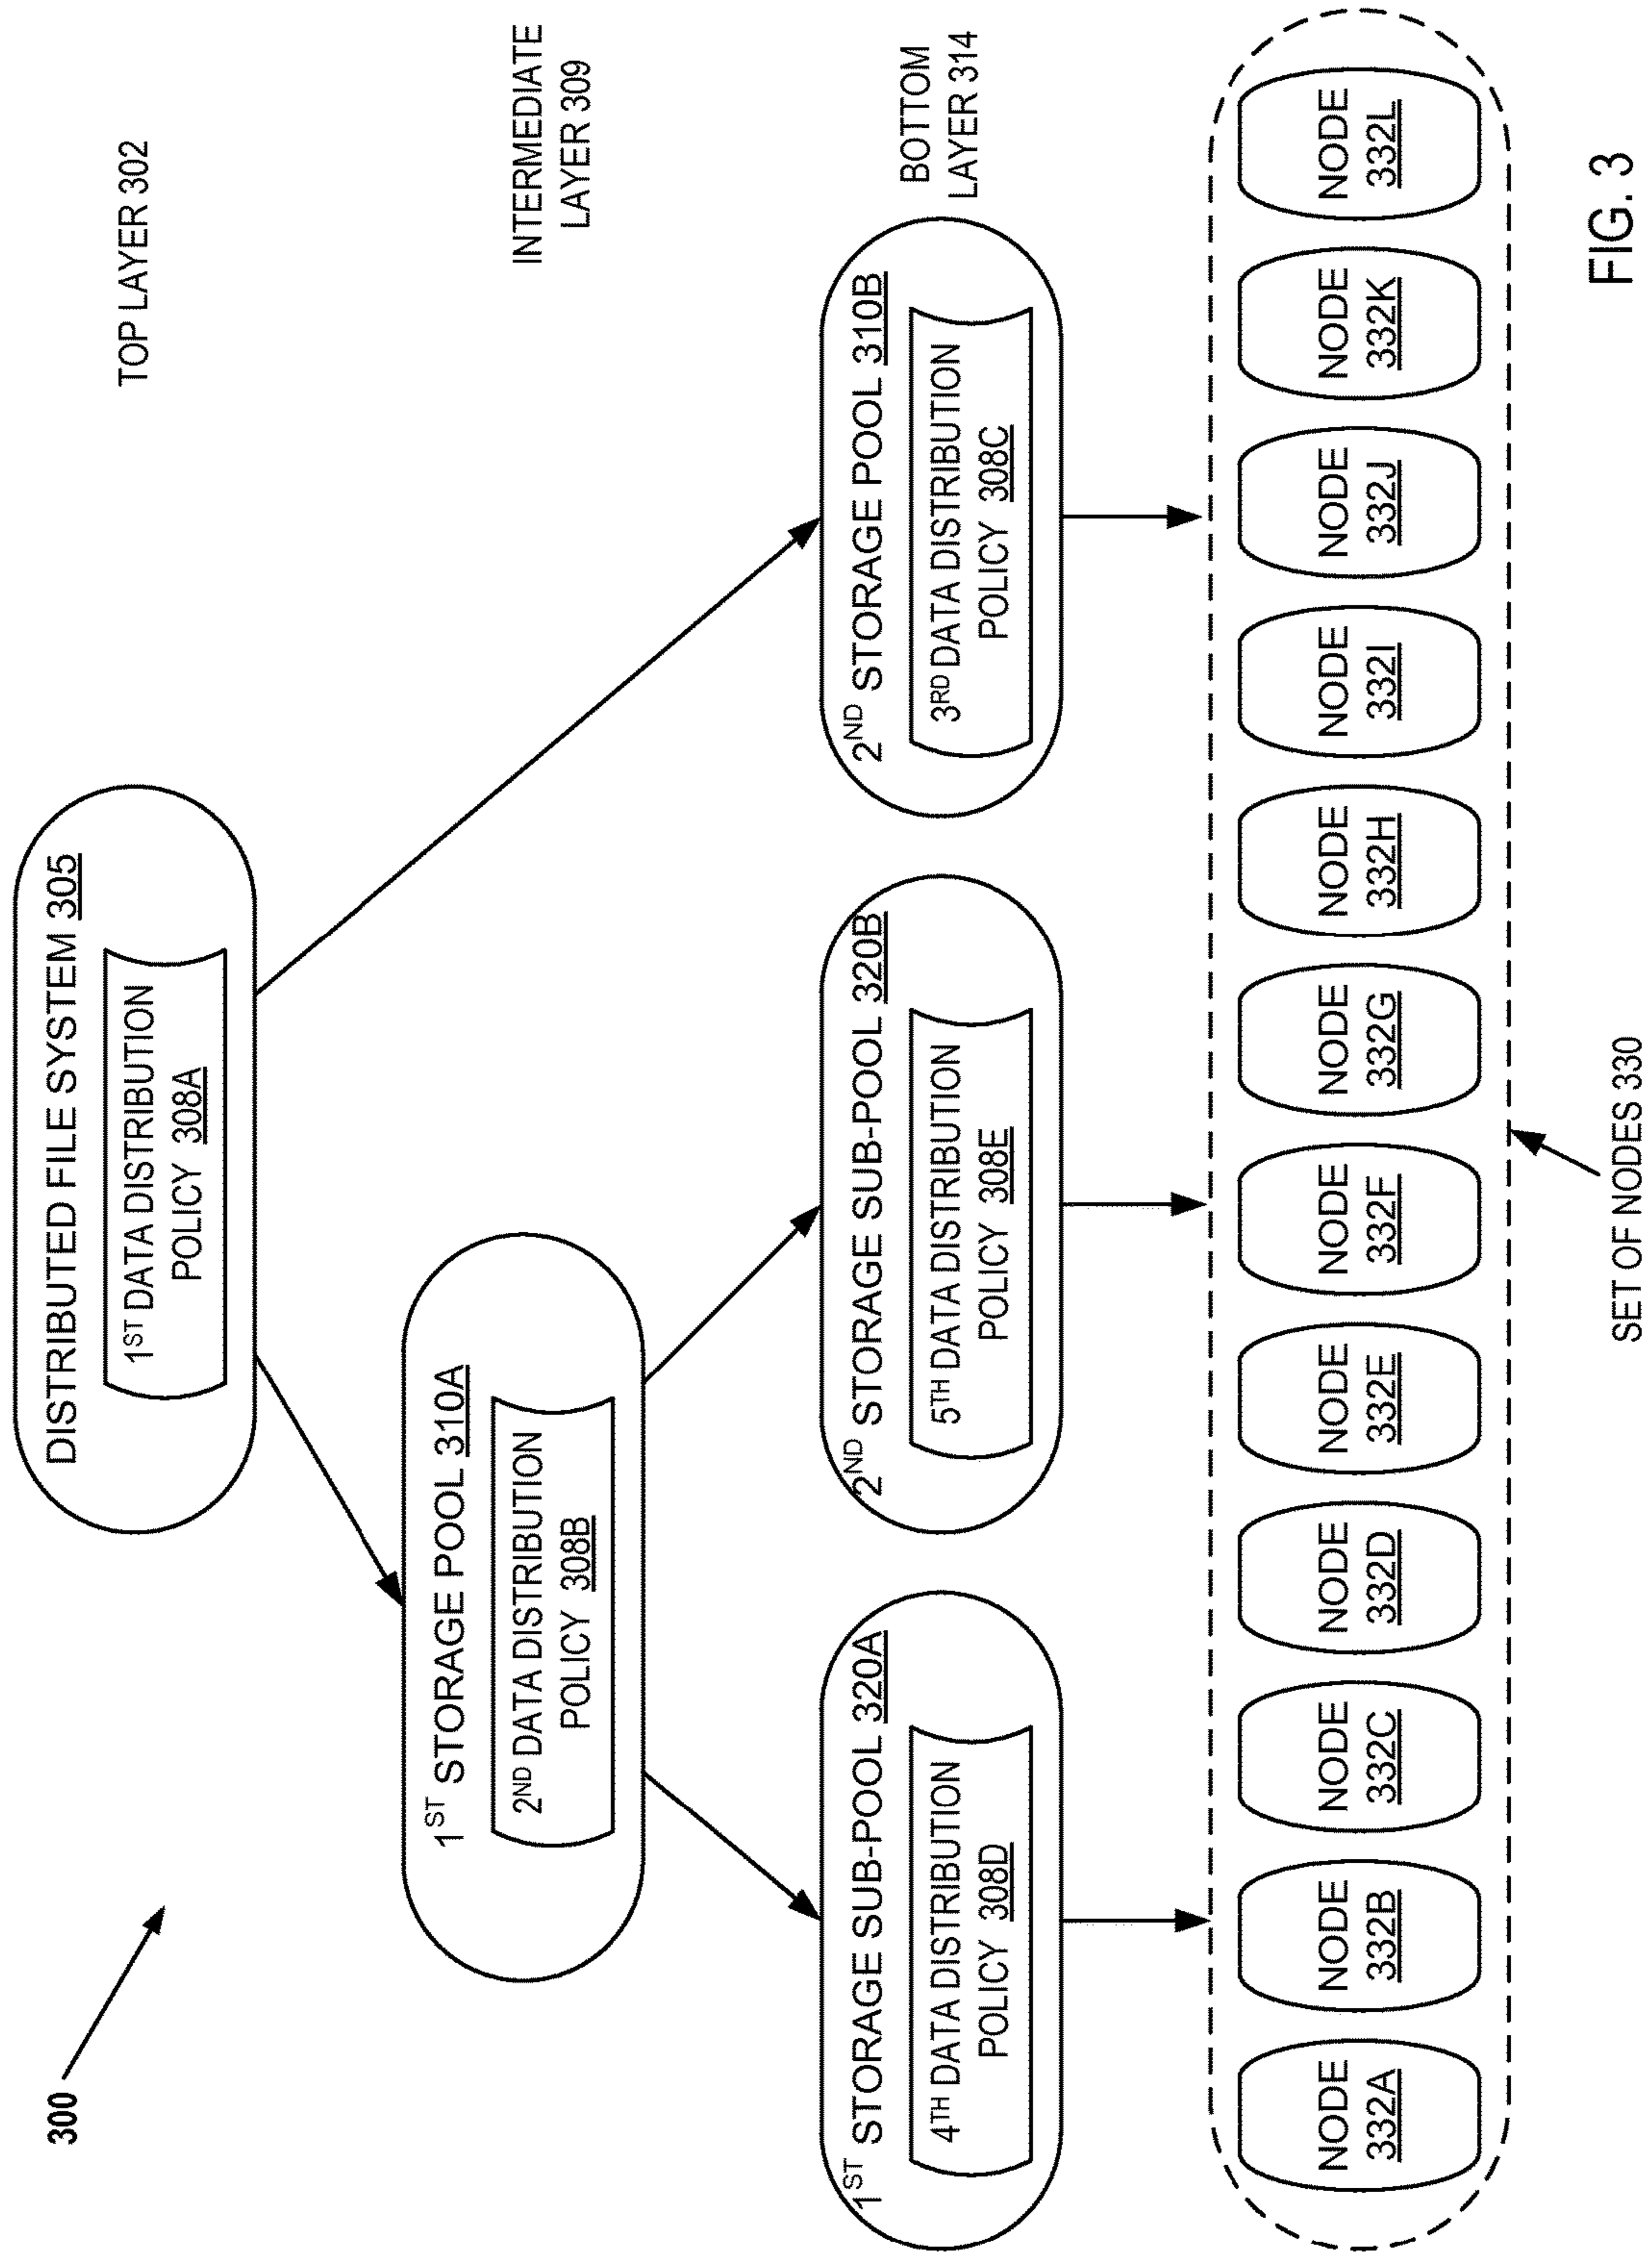 300
TOP LAYER 302
DISTRIBUTED FILE SYSTEM 305
1ST DATA DISTRIBUTION
POLICY 308A
INTERMEDIATE
LAYER 309
1ST STORAGE POOL 310A
2ND DATA DISTRIBUTION
POLICY 308B
BOTTOM
LAYER 314
1ST STORAGE SUB-POOL 320A
4TH DATA DISTRIBUTION
POLICY 308D
2ND STORAGE SUB-POOL 320B
5TH DATA DISTRIBUTION
POLICY 308E
2ND STORAGE POOL 310B
3RD DATA DISTRIBUTION
POLICY 308C
NODE
332A
NODE
332B
NODE
332C
NODE
332D
NODE
332E
NODE
332F
NODE
332G
NODE
332H
NODE
332I
NODE
332J
NODE
332K
NODE
332L
SET OF NODES 330
FIG. 3